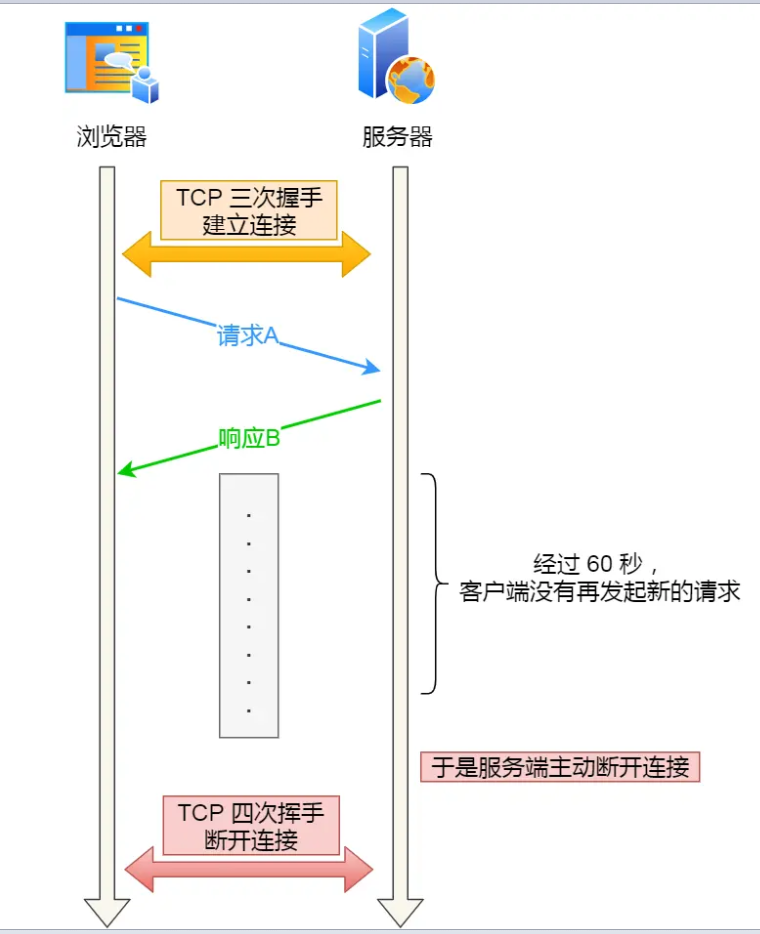 浏览器
服务器
TCP 三次握手
建立连接
请求A
响应B
经过 60 秒，
客户端没有再发起新的请求
于是服务端主动断开连接
TCP 四次挥手
断开连接